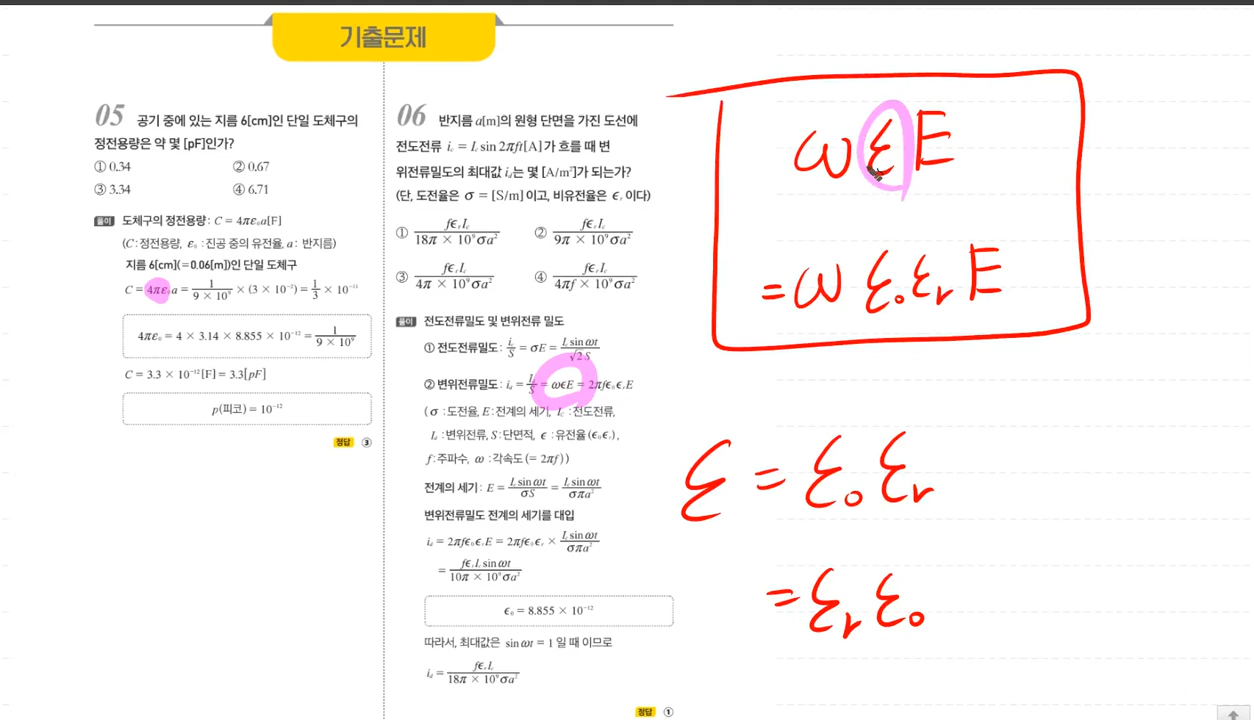 기출문제
05 공기 중에 있는 지름 6[cm]인 단일 도체구의
정전용량은 약 몇 [pF]인가?
① 0.34 ② 0.67
③ 3.34 ④ 6.71
풀이 도체구의 정전용량: C = 4πε₀a[F]
(C: 정전용량, ε₀ : 진공 중의 유전율, a : 반지름)
지름 6[cm](=0.06[m])인 단일 도체구
C = 4πε₀a = 1/(9 × 10⁹) × (3 × 10⁻²) = 1/3 × 10⁻¹¹
4πε₀ = 4 × 3.14 × 8.855 × 10⁻¹² = 1/(9 × 10⁹)
C = 3.3 × 10⁻¹²[F] = 3.3[pF]
p(피코) = 10⁻¹²
정답 ③
06 반지름 a[m]의 원형 단면을 가진 도선에
전도전류 i꜀ = I꜀ sin 2πft[A]가 흐를 때 변
위전류밀도의 최대값 i_d는 몇 [A/m²]가 되는가?
(단, 도전율은 σ = [S/m]이고, 비유전율은 ϵᵣ이다)
① fϵᵣI꜀/(18π × 10⁹σa²) ② fϵᵣI꜀/(9π × 10⁹σa²)
③ fϵᵣI꜀/(4π × 10⁹σa²) ④ fϵᵣI꜀/(4πf × 10⁹σa²)
풀이 전도전류밀도 및 변위전류 밀도
① 전도전류밀도: i꜀/S = σE = I꜀ sin ωt/(√2 S)
② 변위전류밀도: i_d = I_d/S = ωϵE = 2πfϵ₀ϵᵣE
(σ : 도전율, E : 전계의 세기, I꜀ : 전도전류,
I_d : 변위전류, S : 단면적, ϵ : 유전율(ϵ₀ϵᵣ),
f : 주파수, ω : 각속도(= 2πf))
전계의 세기 : E = I꜀ sin ωt/(σS) = I꜀ sin ωt/(σπa²)
변위전류밀도 전계의 세기를 대입
i_d = 2πfϵ₀ϵᵣE = 2πfϵ₀ϵᵣ × I꜀ sin ωt/(σπa²)
= fϵᵣI꜀ sin ωt/(10π × 10⁹σa²)
ϵ₀ = 8.855 × 10⁻¹²
따라서, 최대값은 sin ωt = 1 일 때 이므로
i_d = fϵᵣI꜀/(18π × 10⁹σa²)
정답 ①
ωεE
= ωε₀εᵣE
ε = ε₀εᵣ
= εᵣε₀